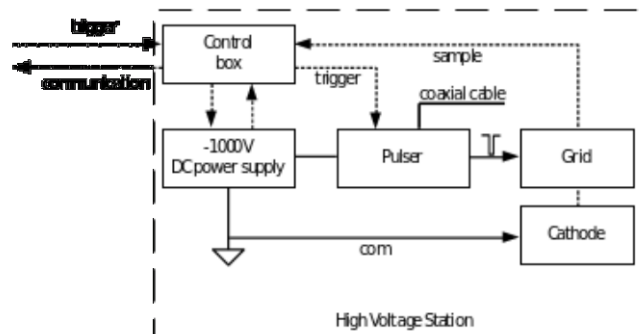 trigger
communication
Control
box
sample
trigger
coaxial cable
-1000V
DC power supply
Pulser
Grid
Cathode
com
High Voltage Station